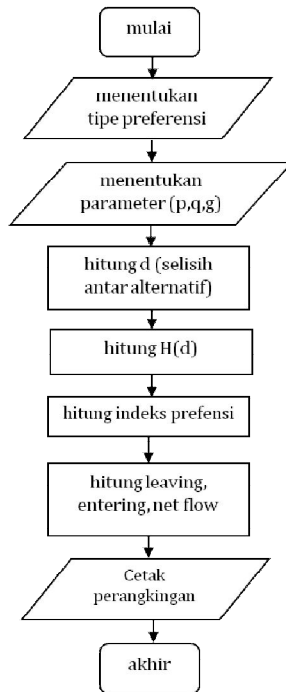 mulai
menentukan
tipe preferensi
menentukan
parameter (p,q,g)
hitung d (selisih
antar alternatif)
hitung H(d)
hitung indeks prefensi
hitung leaving,
entering, net flow
Cetak
perangkingan
akhir